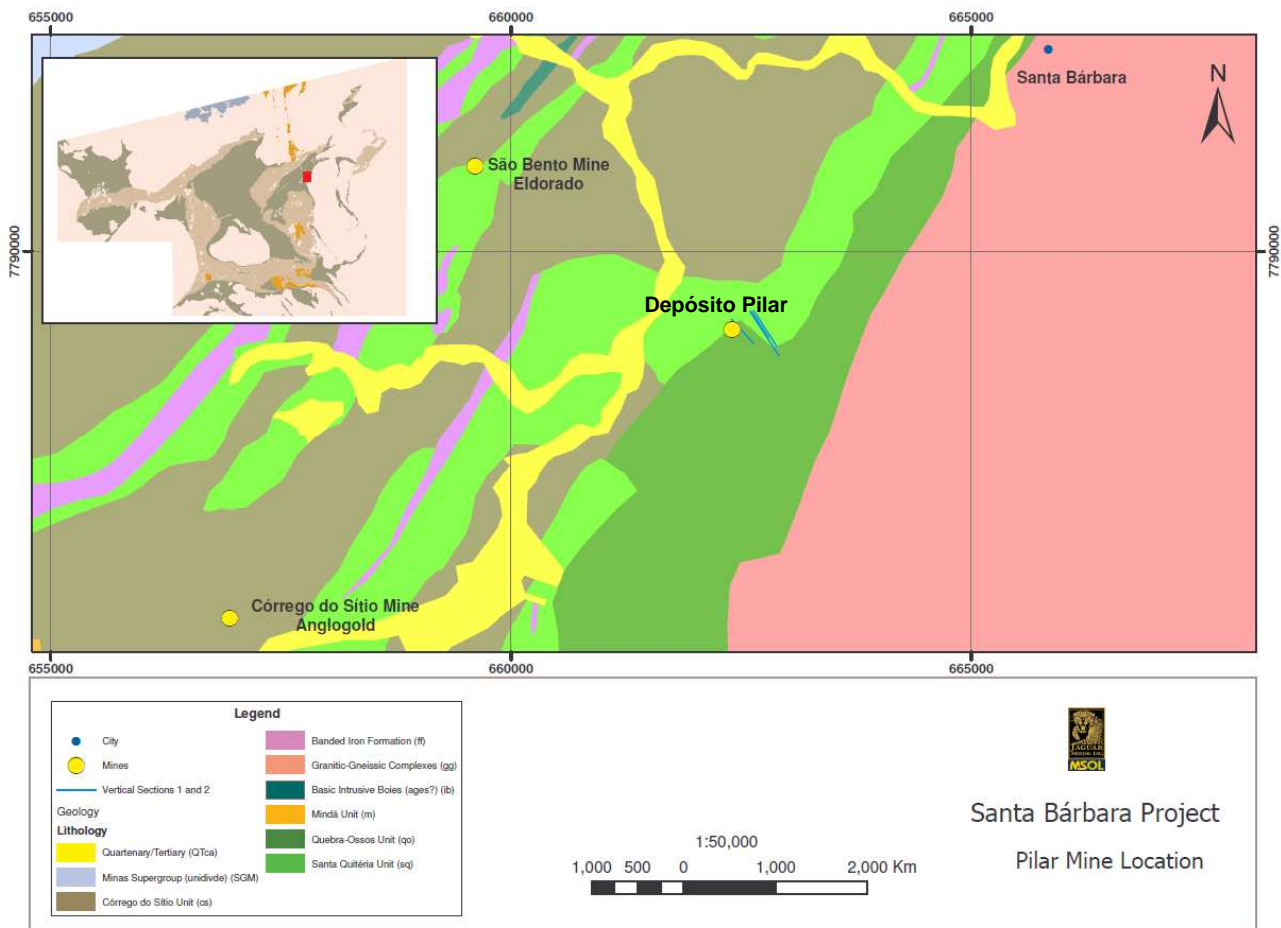 655000
660000
665000
Santa Bárbara
N
São Bento Mine
Eldorado
7790000
7790000
Depósito Pilar
Córrego do Sítio Mine
Anglogold
655000
660000
665000
Legend
City
Mines
Vertical Sections 1 and 2
Geology
Lithology
Quartenary/Tertiary (QTca)
Minas Supergroup (unidivde) (SGM)
Córrego do Sítio Unit (cs)
Banded Iron Formation (ff)
Granitic-Gneissic Complexes (gg)
Basic Intrusive Boies (ages?) (ib)
Mindá Unit (m)
Quebra-Ossos Unit (qo)
Santa Quitéria Unit (sq)
1:50,000
1,000 500 0 1,000 2,000 Km
JAGUAR
MINING INC.
MSOL
Santa Bárbara Project
Pilar Mine Location